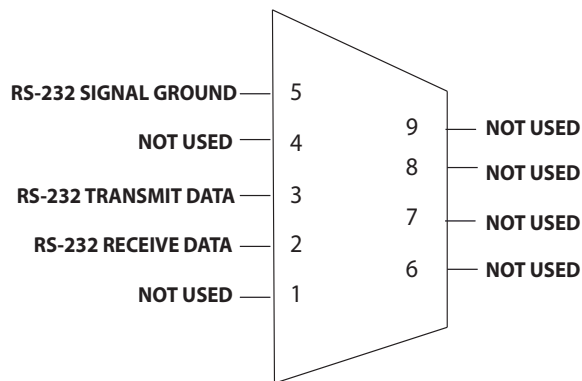 RS-232 SIGNAL GROUND 5
NOT USED 4
RS-232 TRANSMIT DATA 3
RS-232 RECEIVE DATA 2
NOT USED 1
9 NOT USED
8 NOT USED
7 NOT USED
6 NOT USED